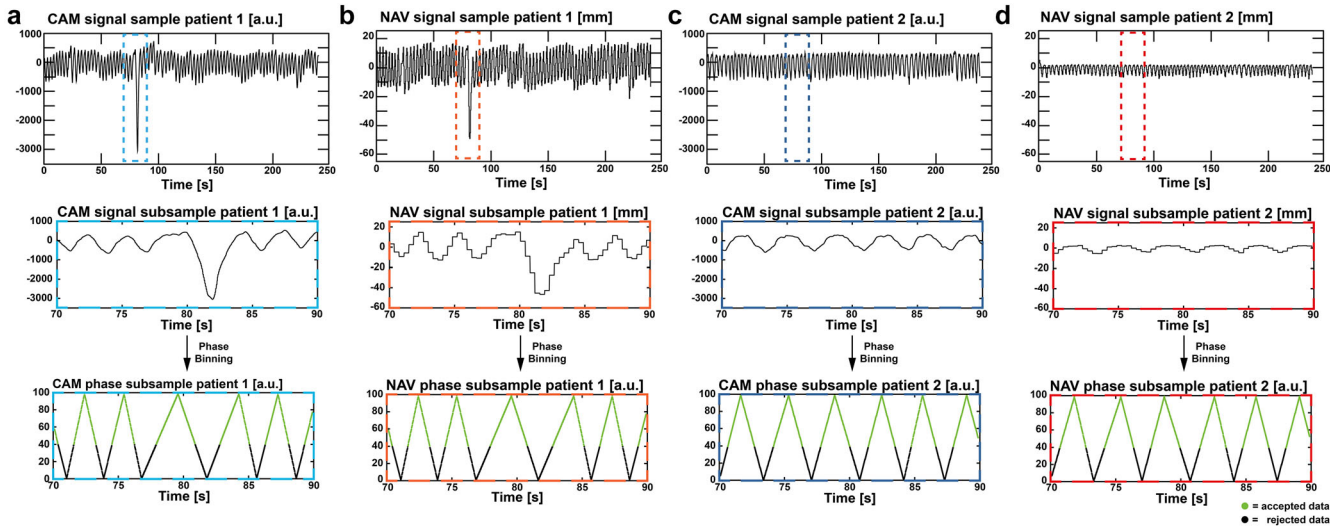 a CAM signal sample patient 1 [a.u.]
1000
0
-1000
-2000
-3000
0 50 100 150 200 250
Time [s]
CAM signal subsample patient 1 [a.u.]
1000
0
-1000
-2000
-3000
70 75 80 85 90
Time [s]
Phase
Binning
CAM phase subsample patient 1 [a.u.]
100
80
60
40
20
0
70 75 80 85 90
Time [s]
b NAV signal sample patient 1 [mm]
20
0
-20
-40
-60
0 50 100 150 200 250
Time [s]
NAV signal subsample patient 1 [mm]
20
0
-20
-40
-60
70 75 80 85 90
Time [s]
Phase
Binning
NAV phase subsample patient 1 [a.u.]
100
80
60
40
20
0
70 75 80 85 90
Time [s]
c CAM signal sample patient 2 [a.u.]
1000
0
-1000
-2000
-3000
0 50 100 150 200 250
Time [s]
CAM signal subsample patient 2 [a.u.]
1000
0
-1000
-2000
-3000
70 75 80 85 90
Time [s]
Phase
Binning
CAM phase subsample patient 2 [a.u.]
100
80
60
40
20
0
70 75 80 85 90
Time [s]
d NAV signal sample patient 2 [mm]
20
0
-20
-40
-60
0 50 100 150 200 250
Time [s]
NAV signal subsample patient 2 [mm]
20
0
-20
-40
-60
70 75 80 85 90
Time [s]
Phase
Binning
NAV phase subsample patient 2 [a.u.]
100
80
60
40
20
0
70 75 80 85 90
Time [s]
= accepted data
= rejected data